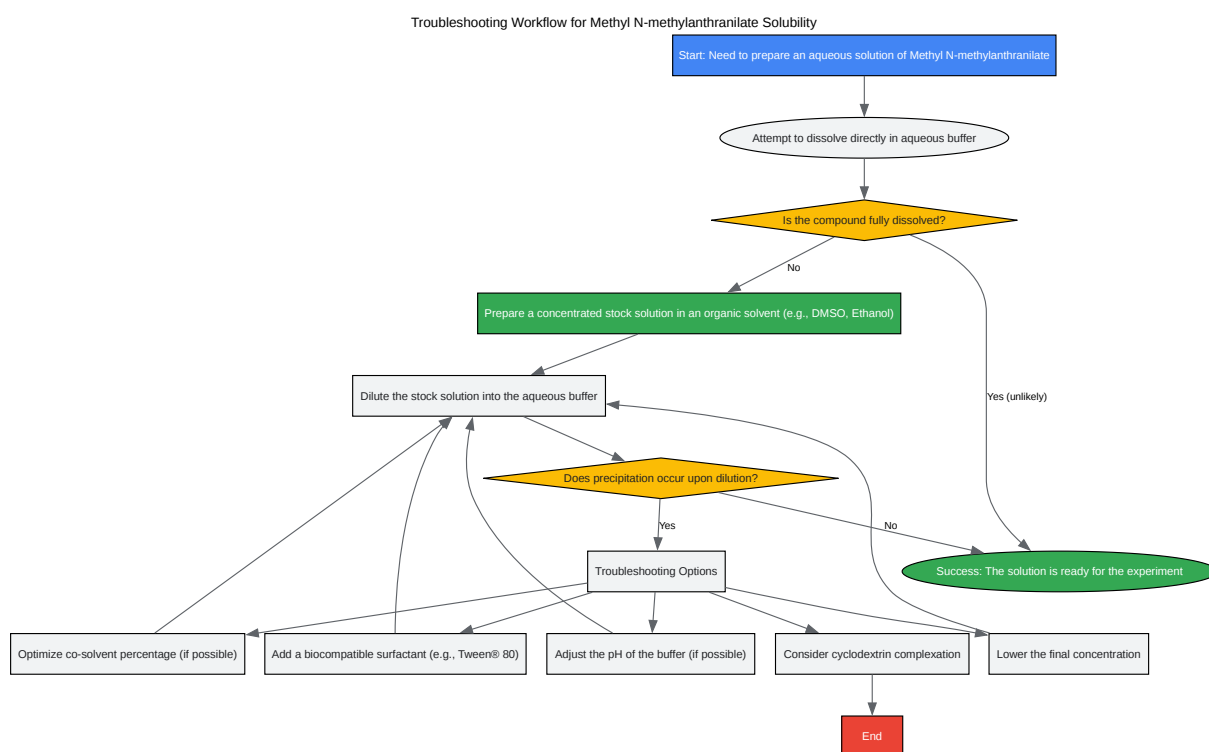 Troubleshooting Workflow for Methyl N-methylanthranilate Solubility
Start: Need to prepare an aqueous solution of Methyl N-methylanthranilate
Attempt to dissolve directly in aqueous buffer
Is the compound fully dissolved?
No
Prepare a concentrated stock solution in an organic solvent (e.g., DMSO, Ethanol)
Dilute the stock solution into the aqueous buffer
Yes (unlikely)
Does precipitation occur upon dilution?
Yes
No
Troubleshooting Options
Success: The solution is ready for the experiment
Optimize co-solvent percentage (if possible)
Add a biocompatible surfactant (e.g., Tween® 80)
Adjust the pH of the buffer (if possible)
Consider cyclodextrin complexation
Lower the final concentration
End